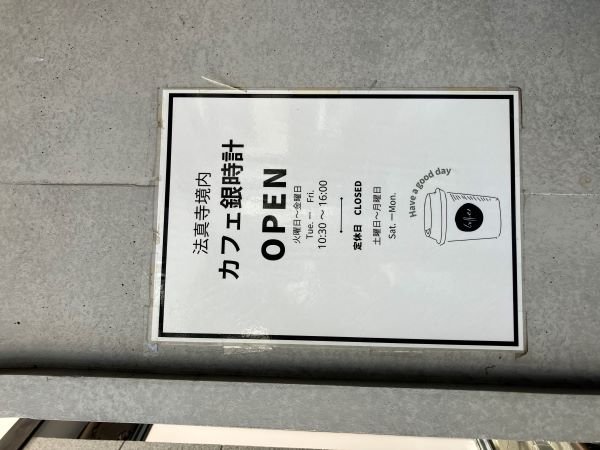 法真寺境内
カフェ銀時計
OPEN
火曜日～金曜日
Tue. － Fri.
10:30 ～ 16:00
定休日 CLOSED
土曜日～月曜日
Sat. －Mon.
Have a good day
Coffee